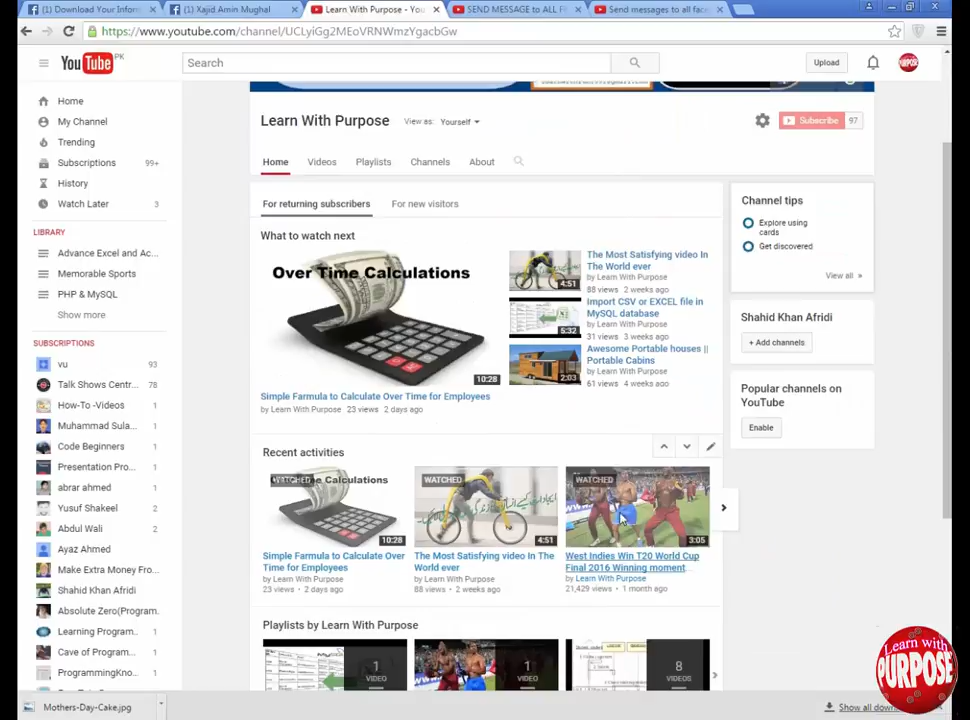 (1) Download Your Inform
(1) Xajid Amin Mughal
Learn With Purpose - You
SEND MESSAGE to ALL F
Send messages to all face
https://www.youtube.com/channel/UCLyiGg2MEoVRNWmzYgacbGw
YouTube PK
Search
Upload
PURPOSE
Home
My Channel
Trending
Subscriptions 99+
History
Watch Later 3
LIBRARY
Advance Excel and Ac...
Memorable Sports
PHP & MySQL
Show more
SUBSCRIPTIONS
vu 93
Talk Shows Centr... 78
How-To -Videos 1
Muhammad Sula... 1
Code Beginners 1
Presentation Pro... 1
abrar ahmed 2
Yusuf Shakeel 2
Abdul Wali 2
Ayaz Ahmed 1
Make Extra Money Fro...
Shahid Khan Afridi 1
Absolute Zero(Program...
Learning Program.. 1
Cave of Program... 1
ProgrammingKno... 1
Learn With Purpose
View as: Yourself
Subscribe 97
Home Videos Playlists Channels About
For returning subscribers For new visitors
What to watch next
Over Time Calculations
10:28
Simple Farmula to Calculate Over Time for Employees
by Learn With Purpose 23 views 2 days ago
4:51
The Most Satisfying video In
The World ever
by Learn With Purpose
88 views 2 weeks ago
5:32
Import CSV or EXCEL file in
MySQL database
by Learn With Purpose
31 views 3 weeks ago
2:03
Awesome Portable houses ||
Portable Cabins
by Learn With Purpose
61 views 4 weeks ago
Recent activities
WATCHED
Time Calculations
10:28
Simple Farmula to Calculate Over
Time for Employees
by Learn With Purpose
23 views • 2 days ago
WATCHED
4:51
The Most Satisfying video In The
World ever
by Learn With Purpose
88 views • 2 weeks ago
WATCHED
3:05
West Indies Win T20 World Cup
Final 2016 Winning moment...
by Learn With Purpose
21,429 views • 1 month ago
Playlists by Learn With Purpose
1
VIDEO
1
VIDEO
8
VIDEOS
Channel tips
Explore using
cards
Get discovered
View all »
Shahid Khan Afridi
+ Add channels
Popular channels on
YouTube
Enable
Mothers-Day-Cake.jpg
Show all down
Learn with
PURPOSE